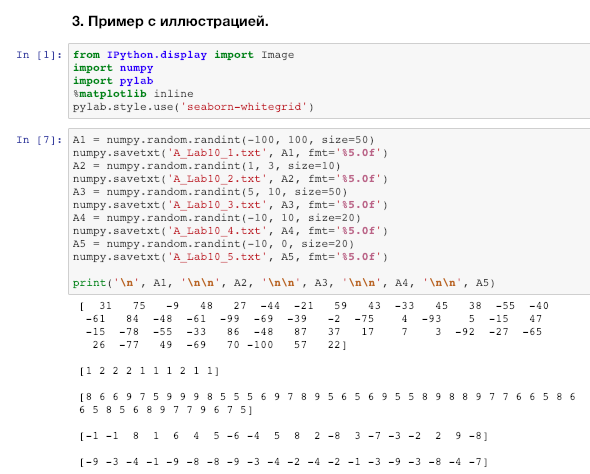 3. Пример с иллюстрацией.
In [1]: from IPython.display import Image
import numpy
import pylab
%matplotlib inline
pylab.style.use('seaborn-whitegrid')
In [7]: A1 = numpy.random.randint(-100, 100, size=50)
numpy.savetxt('A_Lab10_1.txt', A1, fmt='%5.0f')
A2 = numpy.random.randint(1, 3, size=10)
numpy.savetxt('A_Lab10_2.txt', A2, fmt='%5.0f')
A3 = numpy.random.randint(5, 10, size=50)
numpy.savetxt('A_Lab10_3.txt', A3, fmt='%5.0f')
A4 = numpy.random.randint(-10, 10, size=20)
numpy.savetxt('A_Lab10_4.txt', A4, fmt='%5.0f')
A5 = numpy.random.randint(-10, 0, size=20)
numpy.savetxt('A_Lab10_5.txt', A5, fmt='%5.0f')
print('\n', A1, '\n\n', A2, '\n\n', A3, '\n\n', A4, '\n\n', A5)
[  31   75   -9   48   27  -44  -21   59   43  -33   45   38  -55  -40
-61   84  -48  -61  -99  -69  -39   -2  -75    4  -93    5  -15   47
-15  -78  -55  -33   86  -48   87   37   17    7    3  -92  -27  -65
26  -77   49  -69   70 -100   57   22]
[1 2 2 2 1 1 1 2 1 1]
[8 6 6 9 7 5 9 9 9 8 5 5 5 6 9 7 8 9 5 6 5 6 9 5 5 8 9 8 8 9 7 7 6 6 5 8 6
6 5 8 5 6 8 9 7 7 9 6 7 5]
[-1 -1  8  1  6  4  5 -6 -4  5  8  2 -8  3 -7 -3 -2  2  9 -8]
[-9 -3 -4 -1 -9 -8 -8 -9 -3 -4 -2 -4 -2 -1 -3 -9 -3 -8 -4 -7]